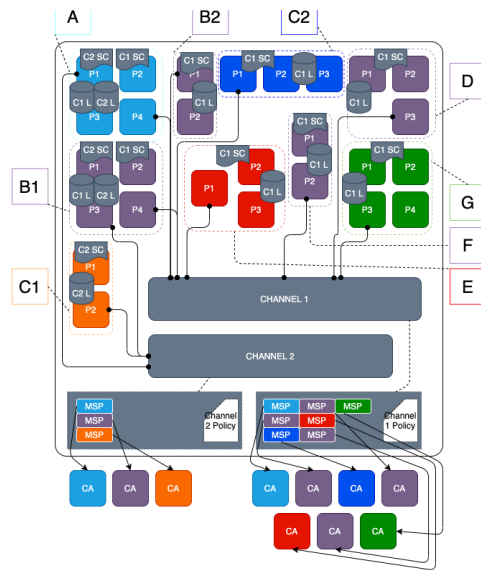 A
B2
C2
C2 SC
C1 SC
P1
P2
C1 L
C2 L
P3
P4
C1 SC
P1
C1 L
P2
C1 SC
P1
P2
C1 L
P3
C1 SC
P1
P2
C1 L
P3
D
C2 SC
C1 SC
P1
P2
C1 L
C2 L
P3
P4
B1
C1 SC
P1
P2
C1 L
P3
C1 SC
P1
C1 L
P2
C1 SC
P1
P2
C1 L
P3
P4
G
F
E
C2 SC
P1
C2 L
P2
C1
CHANNEL 1
CHANNEL 2
MSP
MSP
MSP
Channel
2 Policy
MSP
MSP
MSP
MSP
MSP
MSP
MSP
Channel
1 Policy
CA
CA
CA
CA
CA
CA
CA
CA
CA
CA